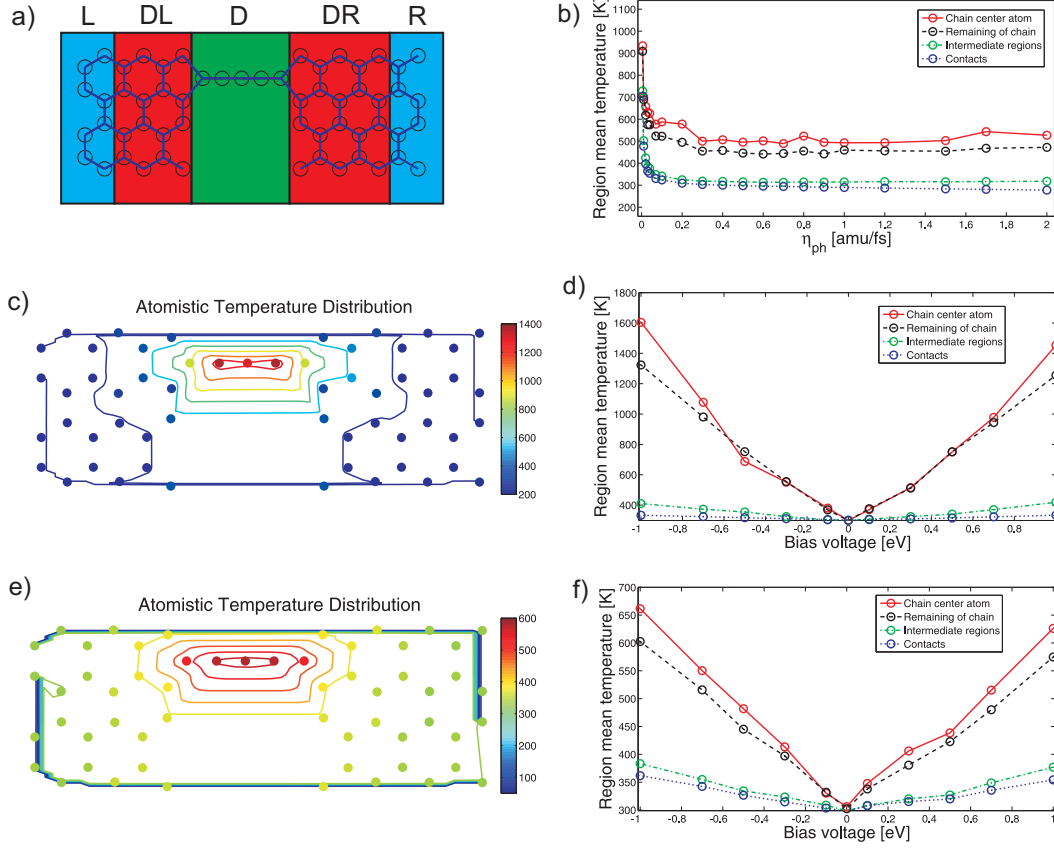 a)
L DL D DR R
b)
Region mean temperature [K]
1100
1000
900
800
700
600
500
400
300
200
0 0.2 0.4 0.6 0.8 1 1.2 1.4 1.6 1.8 2
η_ph [amu/fs]
Chain center atom
Remaining of chain
Intermediate regions
Contacts
c)
Atomistic Temperature Distribution
1400
1200
1000
800
600
400
200
d)
Region mean temperature[K]
1800
1600
1400
1200
1000
800
600
400
-1 -0.8 -0.6 -0.4 -0.2 0 0.2 0.4 0.6 0.8
Bias voltage [eV]
Chain center atom
Remaining of chain
Intermediate regions
Contacts
e)
Atomistic Temperature Distribution
600
500
400
300
200
100
f)
Region mean temperature[K]
700
650
600
550
500
450
400
350
300
-1 -0.8 -0.6 -0.4 -0.2 0 0.2 0.4 0.6 0.8 1
Bias voltage [eV]
Chain center atom
Remaining of chain
Intermediate regions
Contacts